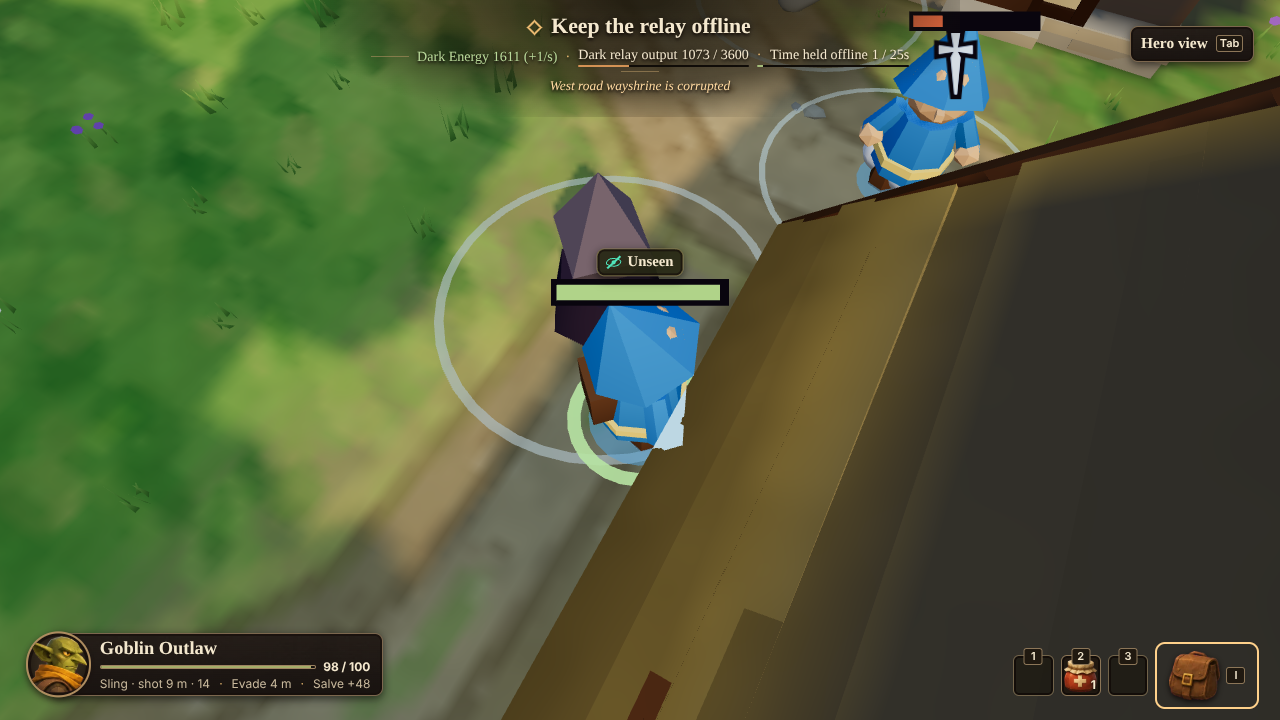 Keep the relay offline
Dark Energy 1611 (+1/s) · Dark relay output 1073 / 3600 · Time held offline 1 / 25s
West road wayshrine is corrupted
Hero view Tab
Unseen
Goblin Outlaw
98 / 100
Sling · shot 9 m · 14 · Evade 4 m · Salve +48
1 2 3
1
I